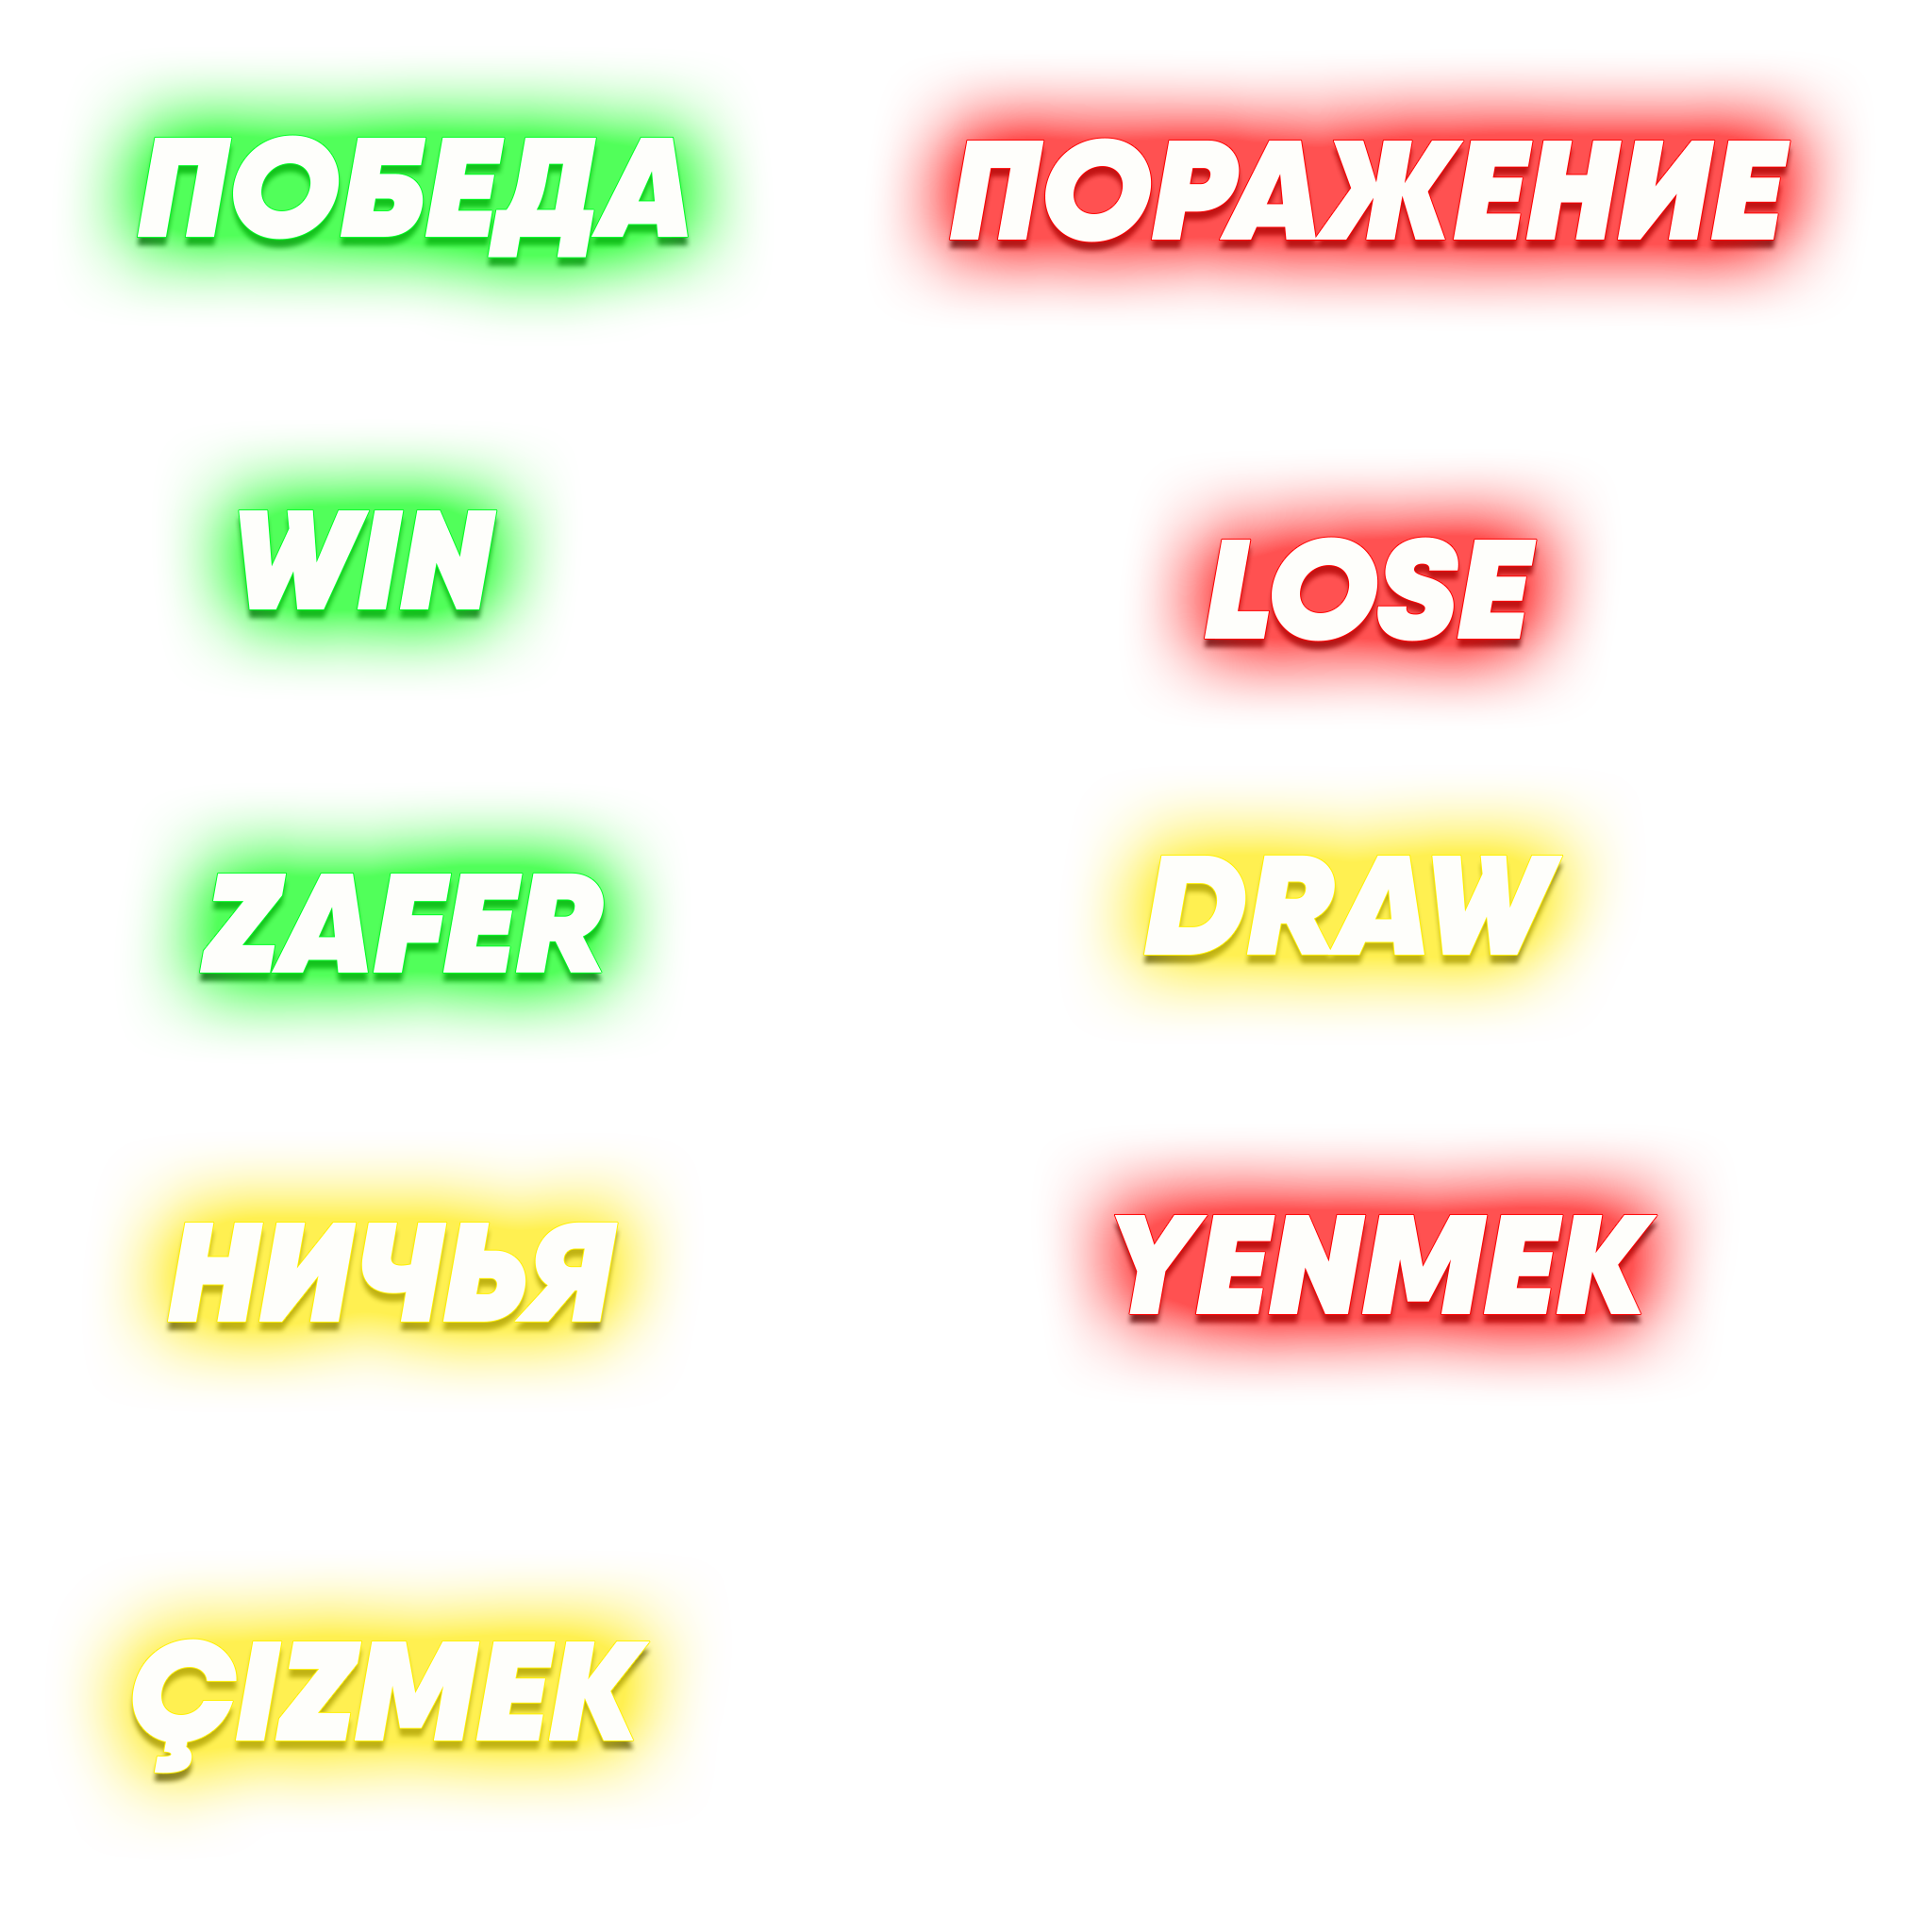 ПОБЕДА
ПОРАЖЕНИЕ
WIN
LOSE
ZAFER
DRAW
НИЧЬЯ
YENMEK
ÇIZMEK